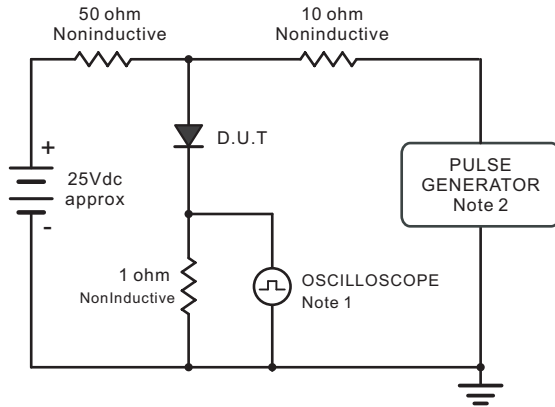 50 ohm
Noninductive
10 ohm
Noninductive
+
D.U.T
25Vdc
approx
-
PULSE
GENERATOR
Note 2
1 ohm
NonInductive
OSCILLOSCOPE
Note 1